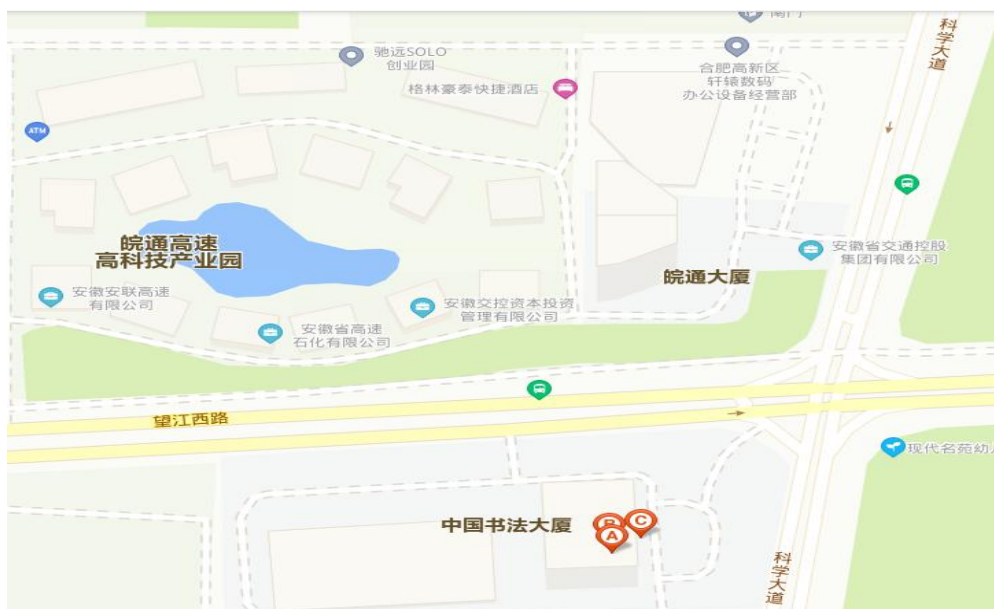 南门
科学大道
驰远SOLO
创业园
合肥高新区
轩辕数码
办公设备经营部
格林豪泰快捷酒店
ATM
皖通高速
高科技产业园
安徽省交通控股
集团有限公司
皖通大厦
安徽安联高速
有限公司
安徽交控资本投资
管理有限公司
安徽省高速
石化有限公司
望江西路
现代名苑幼
中国书法大厦
B
C
A
科学大道